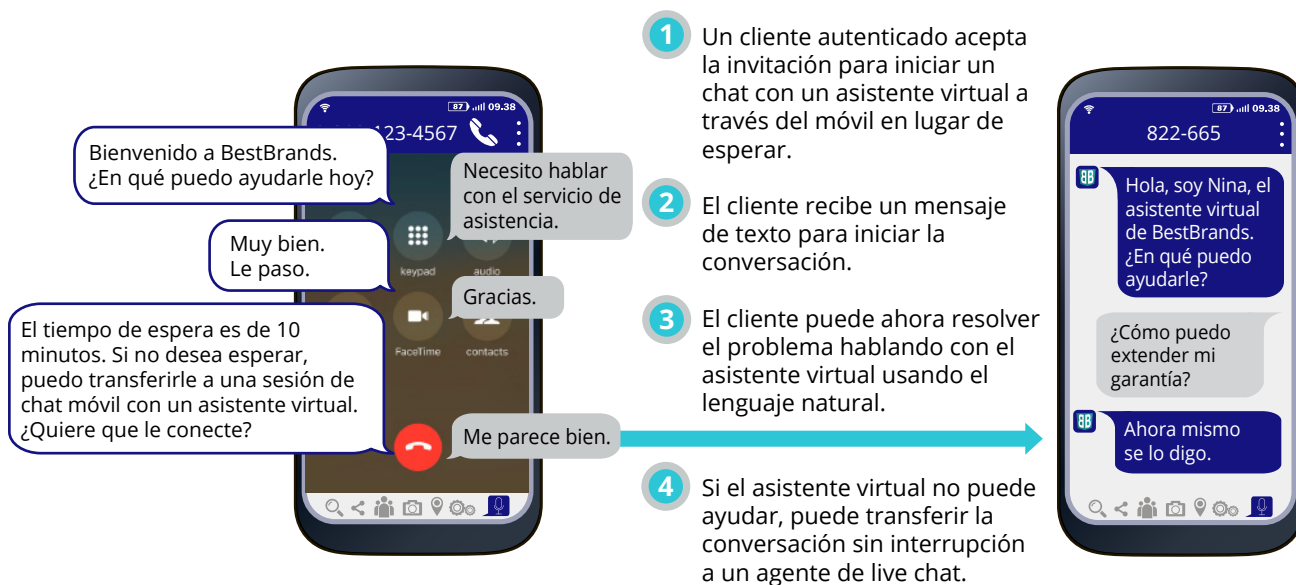 87 09.38
123-4567
Bienvenido a BestBrands.
¿En qué puedo ayudarle hoy?
Necesito hablar
con el servicio de
asistencia.
Muy bien.
Le paso.
keypad
audio
Gracias.
FaceTime
contacts
El tiempo de espera es de 10
minutos. Si no desea esperar,
puedo transferirle a una sesión de
chat móvil con un asistente virtual.
¿Quiere que le conecte?
Me parece bien.
1
Un cliente autenticado acepta
la invitación para iniciar un
chat con un asistente virtual a
través del móvil en lugar de
esperar.
2
El cliente recibe un mensaje
de texto para iniciar la
conversación.
3
El cliente puede ahora resolver
el problema hablando con el
asistente virtual usando el
lenguaje natural.
4
Si el asistente virtual no puede
ayudar, puede transferir la
conversación sin interrupción
a un agente de live chat.
87 09.38
822-665
BB
Hola, soy Nina, el
asistente virtual
de BestBrands.
¿En qué puedo
ayudarle?
¿Cómo puedo
extender mi
garantía?
BB
Ahora mismo
se lo digo.